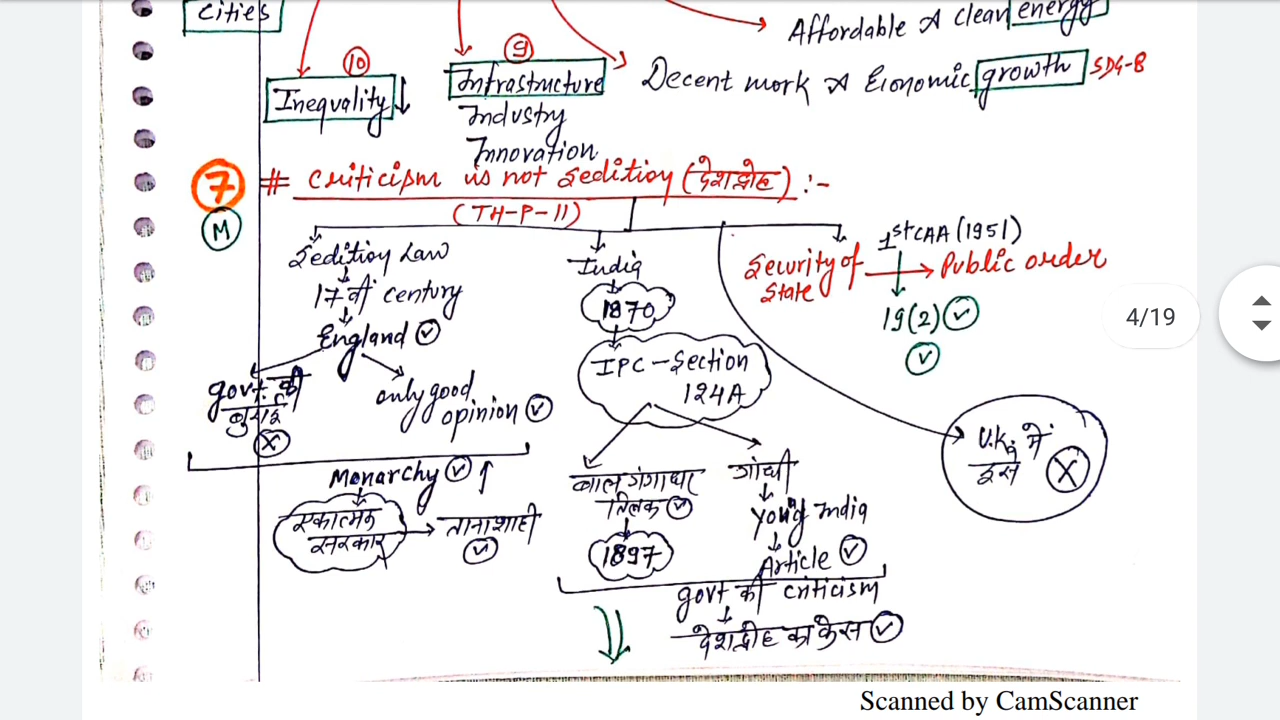 Cities
Affordable & clean energy
⑩
⑨
Inequality ↓
Infrastructure
Industry
Innovation
Decent work & Economic growth SDG-8
⑦ # Criticism is not Sedition (देशद्रोह) :-
(TH-P-11)
M
Sedition Law
17वीं century
England
govt. की
बुराई
X
only good
opinion
Monarchy ↑
एकात्मक
सरकार → तानाशाही
India
1870
IPC - Section
124A
बाल गंगाधर
तिलक
1897
गांधी
Young India
Article
govt की criticism
देशद्रोह का केस
Security of
State
→ Public order
1st CAA (1951)
19(2)
U.K. में
इस X
4/19
Scanned by CamScanner